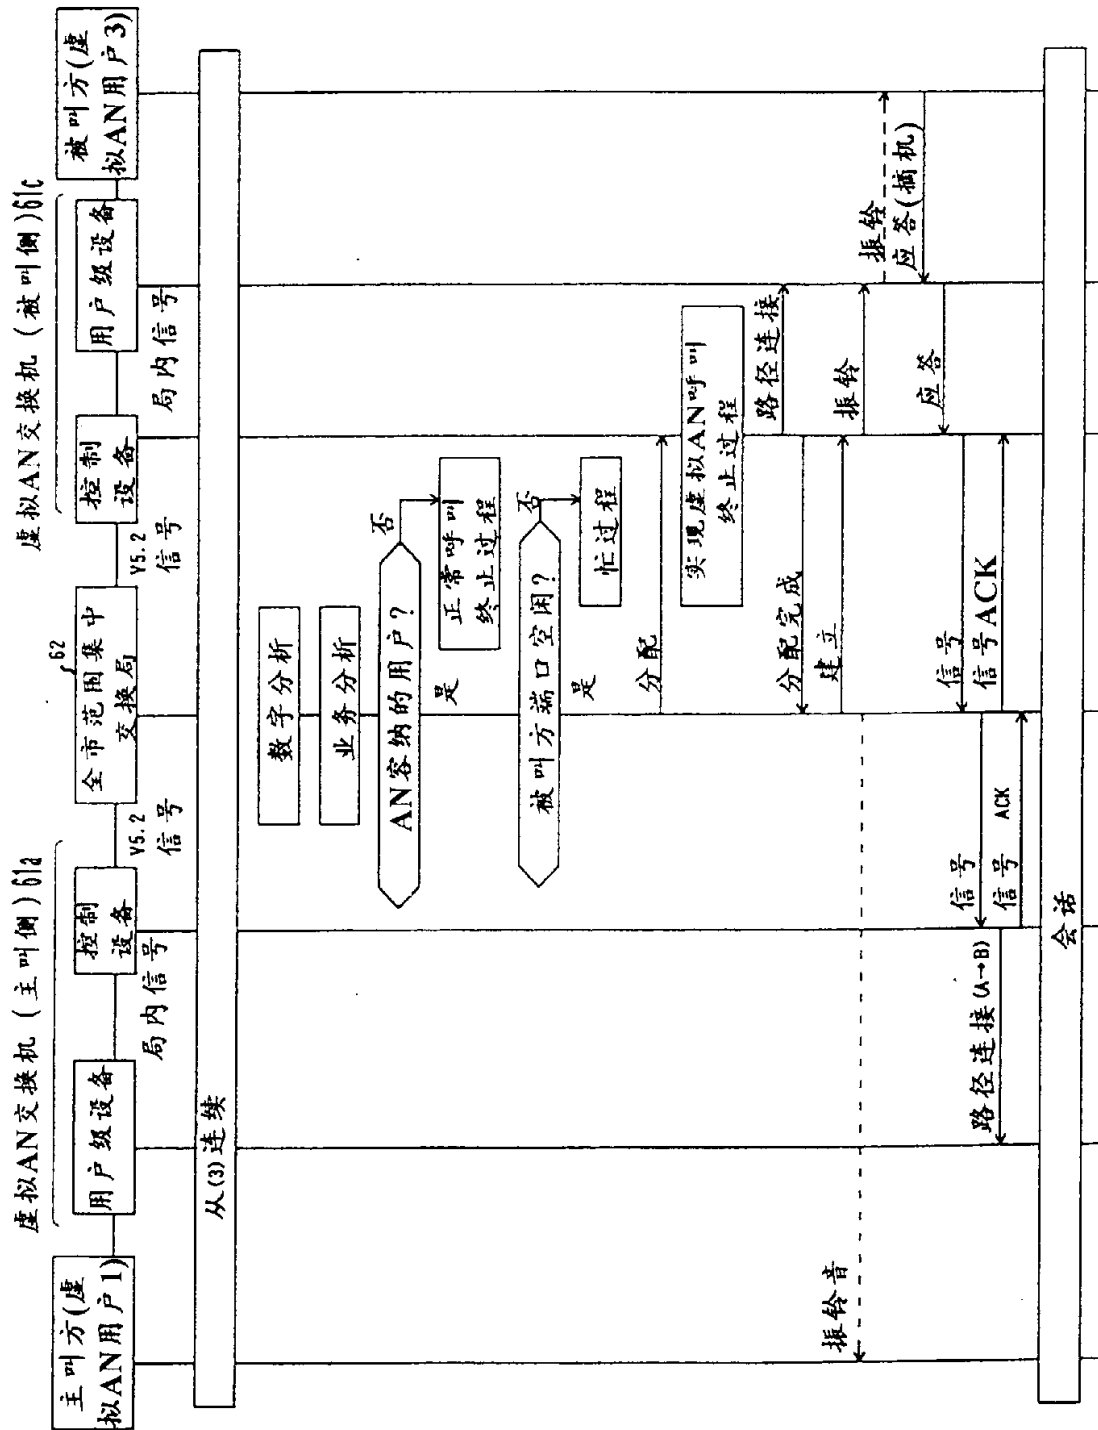 虚拟AN交换机（主叫侧）61a
虚拟AN交换机（被叫侧）61c
主叫方(虚
拟AN用户1)
用户级设备
控制
设备
62
全市范围集中
交换局
控制
设备
用户级设备
被叫方(虚
拟AN用户3)
局内信号
V5.2
信号
V5.2
信号
局内信号
从(3)连续
数字分析
业务分析
AN容纳的用户?
否
正常呼叫
终止过程
是
被叫方端口空闲?
否
忙过程
是
分配
实现虚拟AN呼叫
终止过程
路径连接
分配完成
建立
振铃
振铃音
振铃
应答(摘机)
应答
信号
信号ACK
信号
信号 ACK
路径连接(A→B)
会话